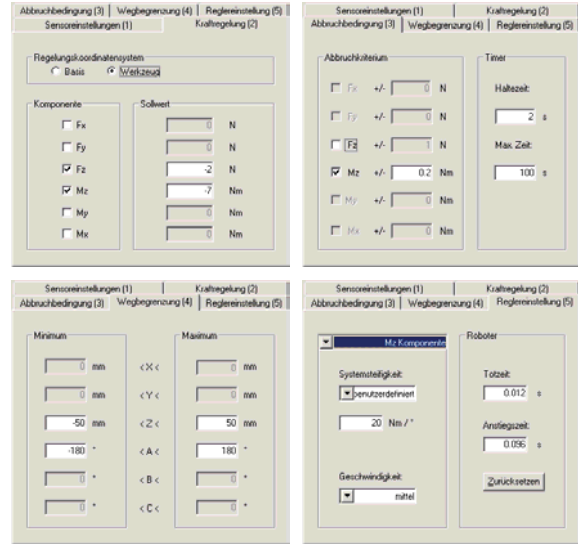 Abbruchbedingung (3) Wegbegrenzung (4) Reglereinstellung (5)
Sensoreinstellungen (1) Kraftregelung (2)
Regelungskoordinatensystem
Basis Werkzeug
Komponente Sollwert
Fx 0 N
Fy 0 N
Fz -2 N
Mz -7 Nm
My 0 Nm
Mx 0 Nm
Sensoreinstellungen (1) Kraftregelung (2)
Abbruchbedingung (3) Wegbegrenzung (4) Reglereinstellung (5)
Abbruchkriterium Timer
Fx +/- 0 N
Fy +/- 0 N
Fz +/- 1 N
Mz +/- 0.2 Nm
My +/- 0 Nm
Mx +/- 0 Nm
Haltezeit:
2 s
Max. Zeit:
100 s
Sensoreinstellungen (1) Kraftregelung (2)
Abbruchbedingung (3) Wegbegrenzung (4) Reglereinstellung (5)
Minimum Maximum
0 mm <X< 0 mm
0 mm <Y< 0 mm
-50 mm <Z< 50 mm
-180 ° <A< 180 °
0 ° <B< 0 °
0 ° <C< 0 °
Sensoreinstellungen (1) Kraftregelung (2)
Abbruchbedingung (3) Wegbegrenzung (4) Reglereinstellung (5)
Mz Komponente
Systemsteifigkeit:
benutzerdefiniert
20 Nm / °
Geschwindigkeit:
mittel
Roboter
Totzeit:
0.012 s
Anstiegszeit:
0.096 s
Zurücksetzen